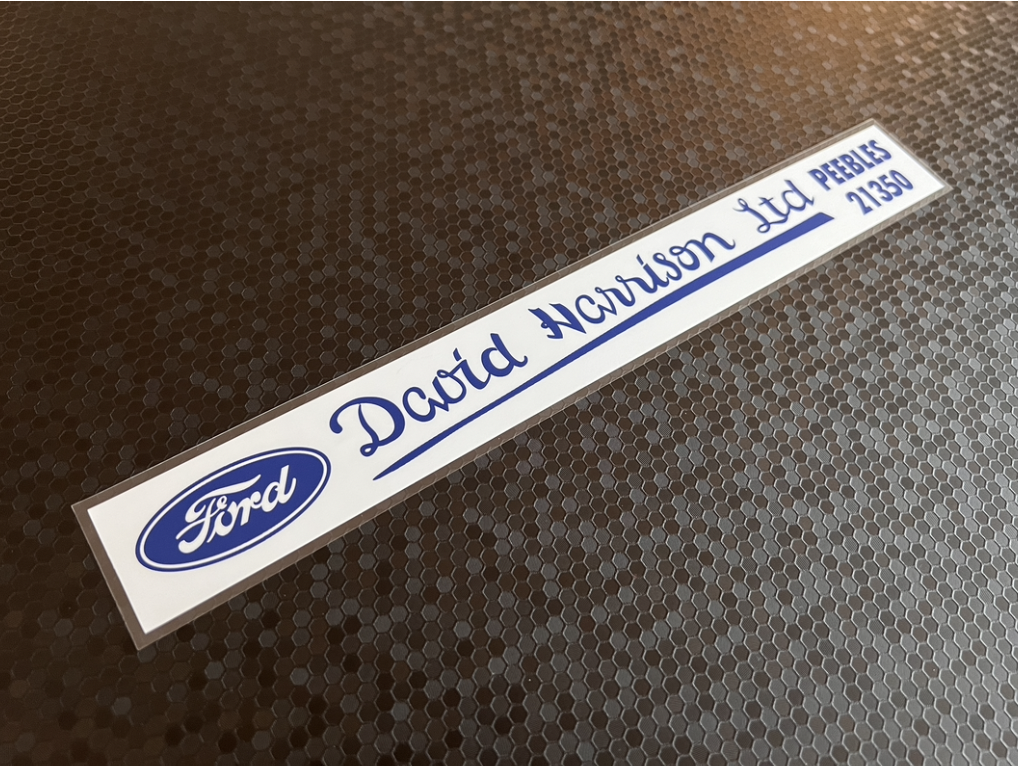 Ford
David Harrison Ltd
PEEBLES
21350